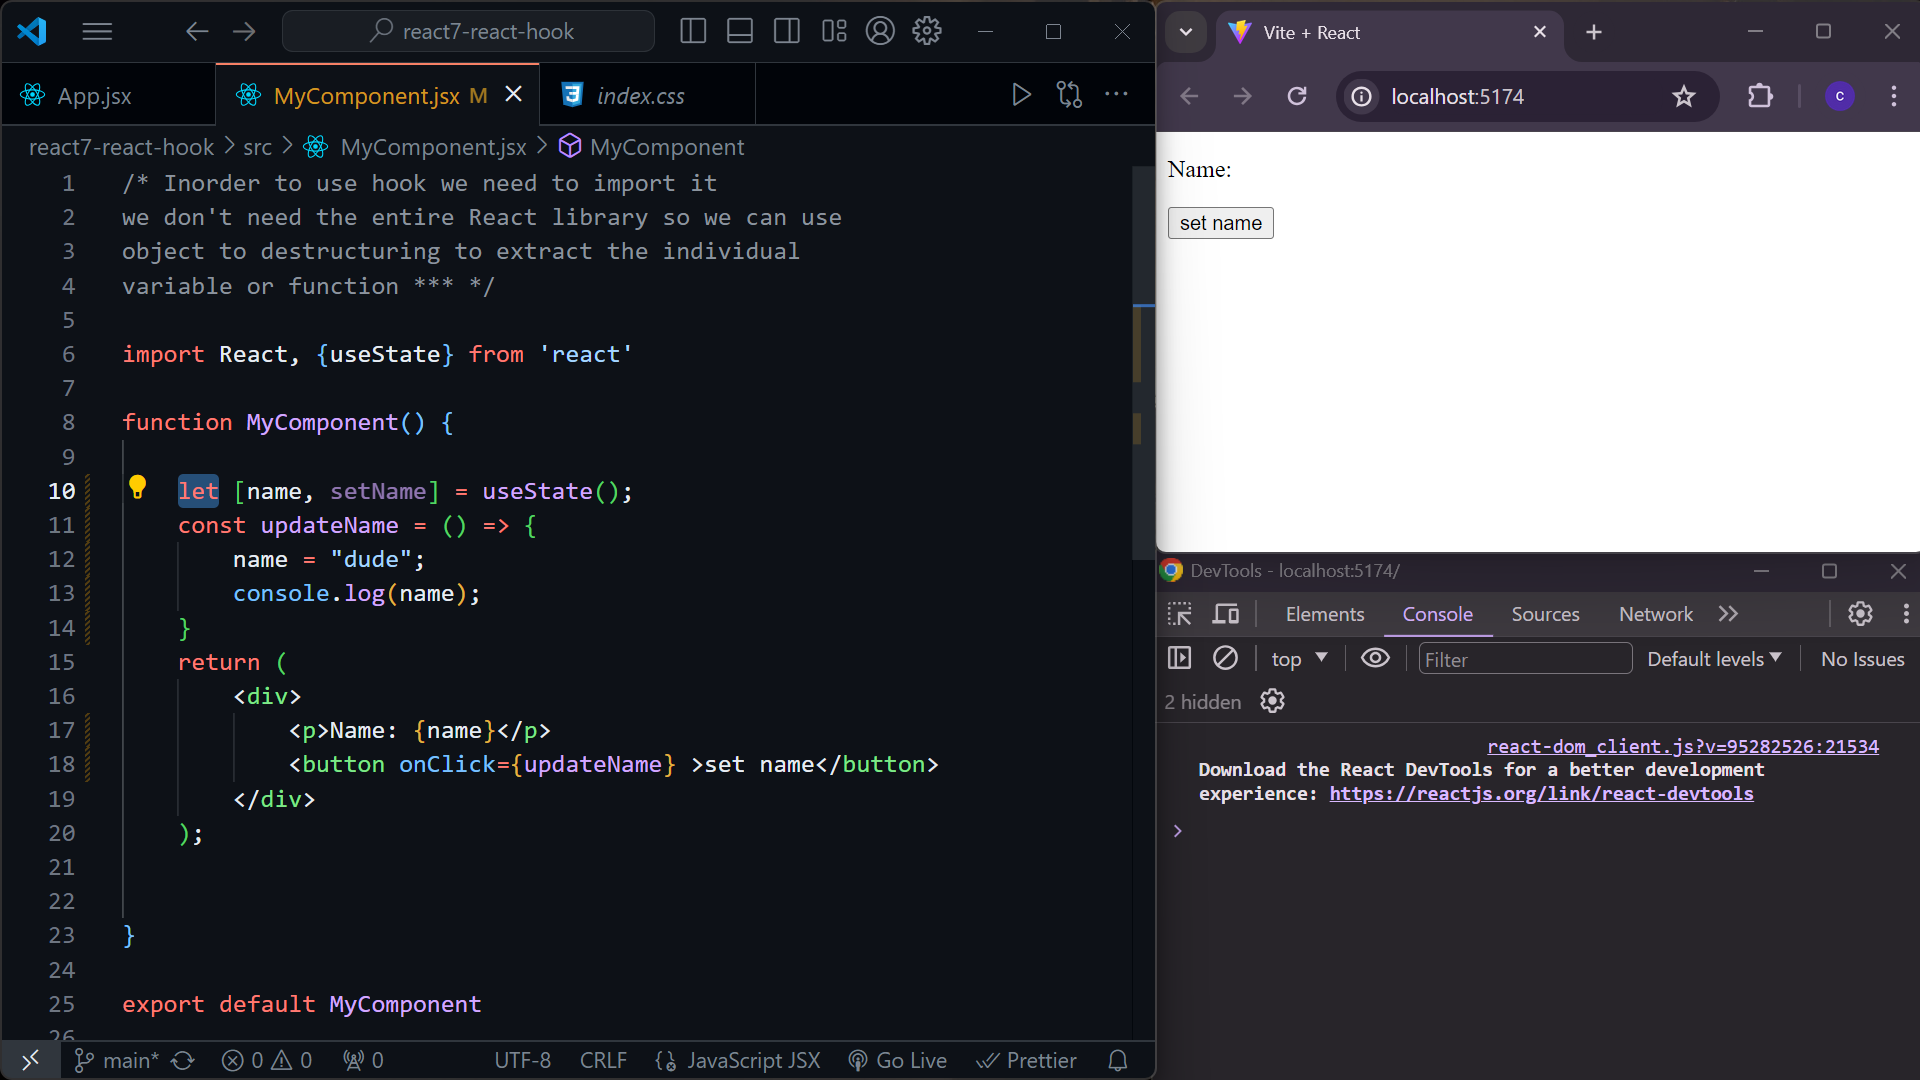 react7-react-hook
App.jsx
MyComponent.jsx M
index.css
react7-react-hook > src > MyComponent.jsx > MyComponent
1 /* Inorder to use hook we need to import it
2 we don't need the entire React library so we can use
3 object to destructuring to extract the individual
4 variable or function *** */
5
6 import React, {useState} from 'react'
7
8 function MyComponent() {
9
10 let [name, setName] = useState();
11 const updateName = () => {
12 name = "dude";
13 console.log(name);
14 }
15 return (
16 <div>
17 <p>Name: {name}</p>
18 <button onClick={updateName} >set name</button>
19 </div>
20 );
21
22
23 }
24
25 export default MyComponent
26
main* 0 0 0 UTF-8 CRLF JavaScript JSX Go Live Prettier
Vite + React
localhost:5174
c
Name:
set name
DevTools - localhost:5174/
Elements Console Sources Network
top Filter Default levels No Issues
2 hidden
react-dom_client.js?v=95282526:21534
Download the React DevTools for a better development
experience: https://reactjs.org/link/react-devtools